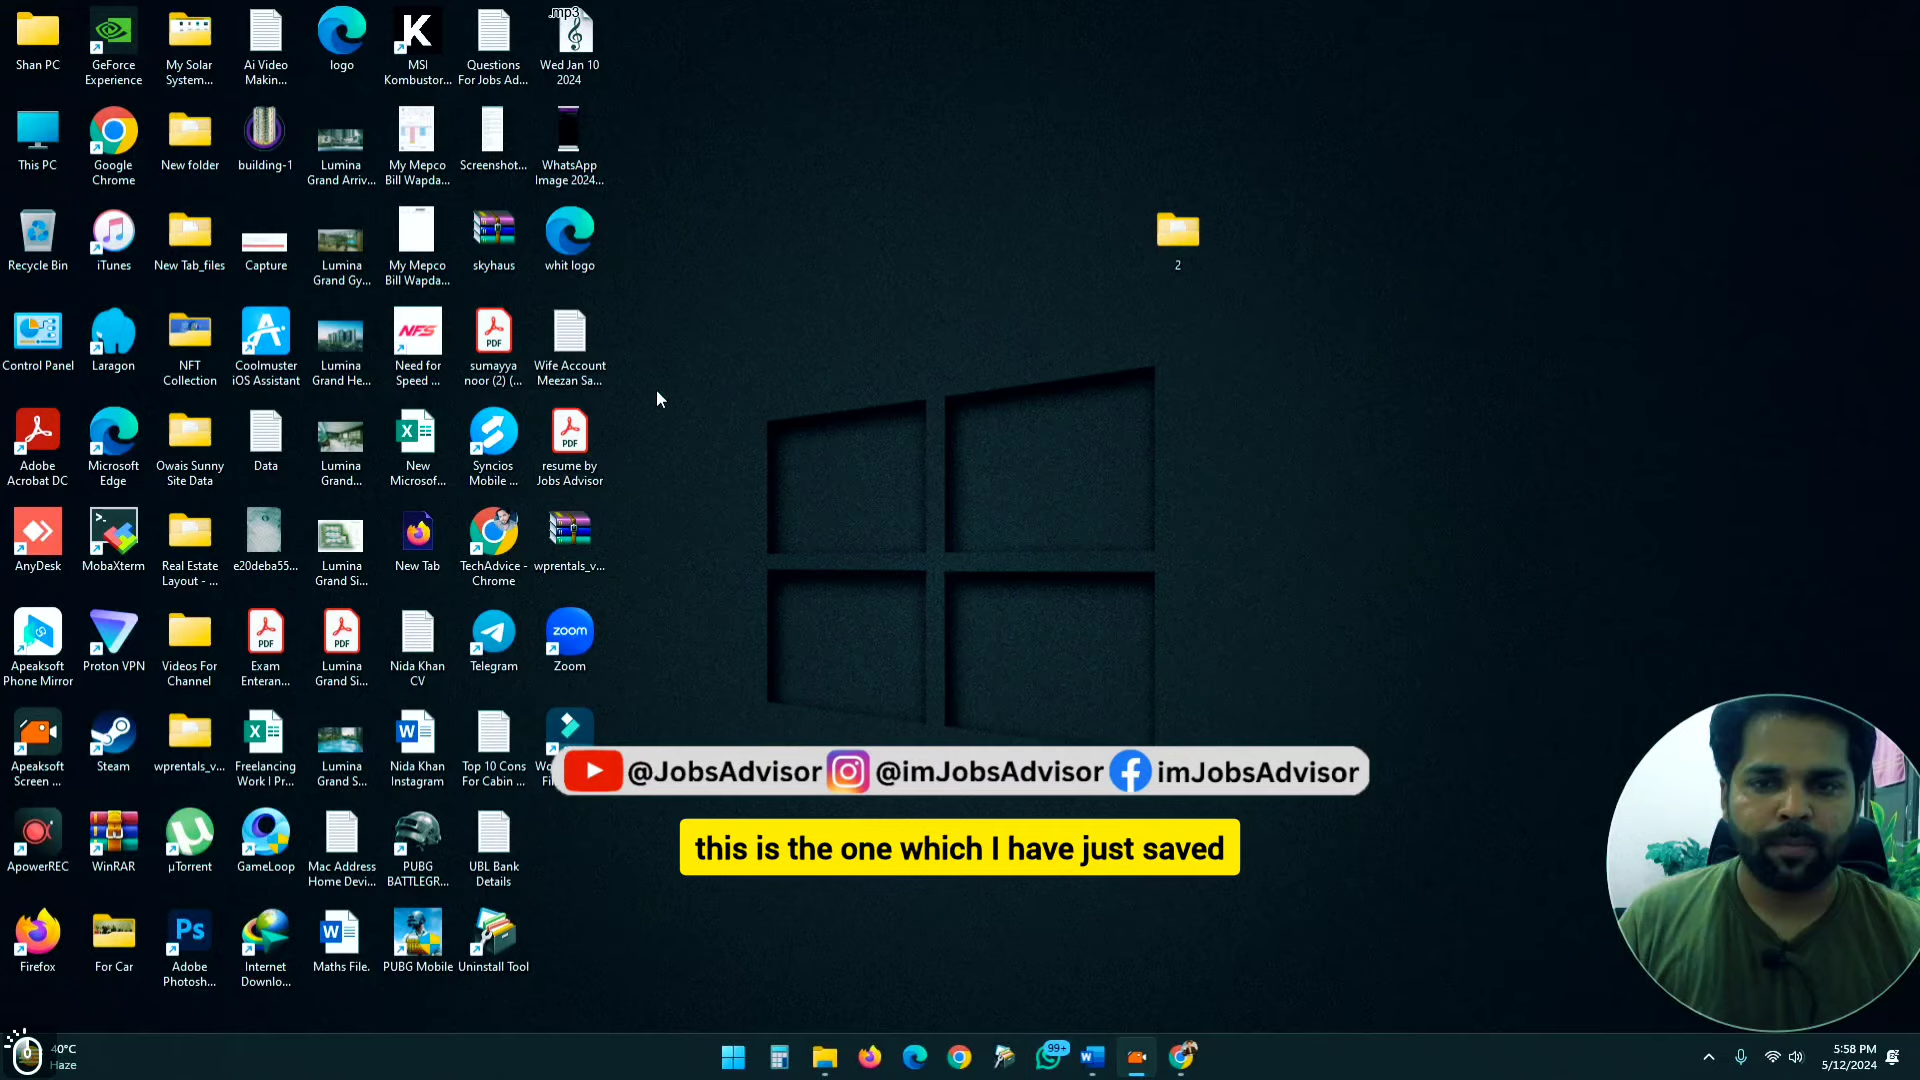 Shan PC
GeForce
Experience
My Solar
System...
Ai Video
Makin...
logo
K
MSI
Kombustor...
Questions
For Jobs Ad...
.mp3
Wed Jan 10
2024
This PC
Google
Chrome
New folder
building-1
Lumina
Grand Arriv...
My Mepco
Bill Wapda...
Screenshot...
WhatsApp
Image 2024...
Recycle Bin
iTunes
New Tab_files
Capture
Lumina
Grand Gy...
My Mepco
Bill Wapda...
skyhaus
whit logo
2
Control Panel
Laragon
NFT
Collection
Coolmuster
iOS Assistant
Lumina
Grand He...
NFS
Need for
Speed ...
PDF
sumayya
noor (2) (...
Wife Account
Meezan Sa...
Adobe
Acrobat DC
Microsoft
Edge
Owais Sunny
Site Data
Data
Lumina
Grand...
New
Microsof...
Syncios
Mobile ...
PDF
resume by
Jobs Advisor
AnyDesk
MobaXterm
Real Estate
Layout - ...
e20deba55...
Lumina
Grand Si...
New Tab
TechAdvice -
Chrome
wprentals_v...
Apeaksoft
Phone Mirror
Proton VPN
Videos For
Channel
PDF
Exam
Enteran...
PDF
Lumina
Grand Si...
Nida Khan
CV
Telegram
zoom
Zoom
Apeaksoft
Screen ...
Steam
wprentals_v...
Freelancing
Work I Pr...
Lumina
Grand S...
Nida Khan
Instagram
Top 10 Cons
For Cabin ...
@JobsAdvisor @imJobsAdvisor imJobsAdvisor
this is the one which I have just saved
ApowerREC
WinRAR
µTorrent
GameLoop
Mac Address
Home Devi...
PUBG
BATTLEGR...
UBL Bank
Details
Firefox
For Car
Ps
Adobe
Photosh...
Internet
Downlo...
Maths File.
PUBG Mobile
Uninstall Tool
40°C
Haze
99+
5:58 PM
5/12/2024